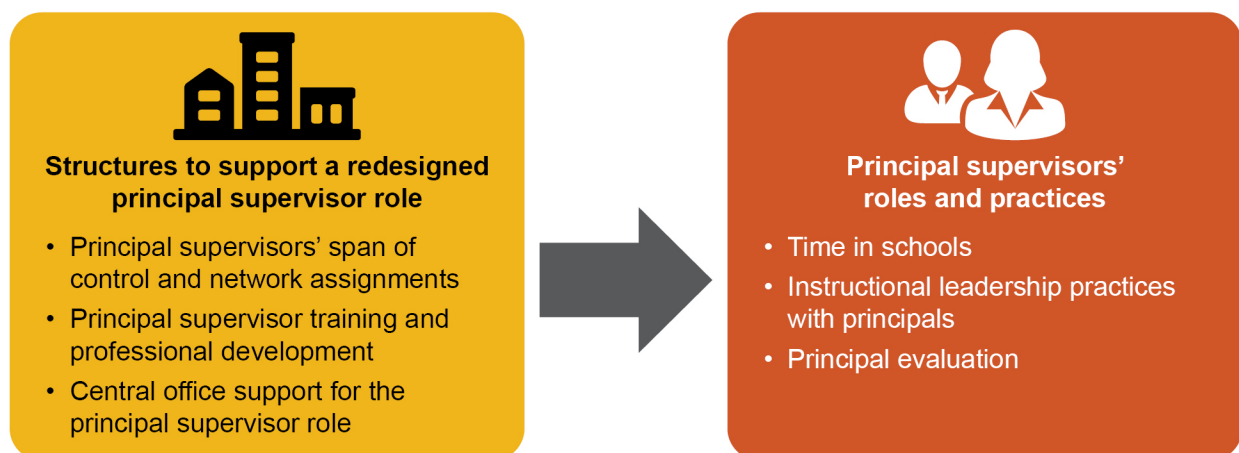 Structures to support a redesigned
principal supervisor role
• Principal supervisors’ span of
control and network assignments
• Principal supervisor training and
professional development
• Central office support for the
principal supervisor role
Principal supervisors’
roles and practices
• Time in schools
• Instructional leadership practices
with principals
• Principal evaluation